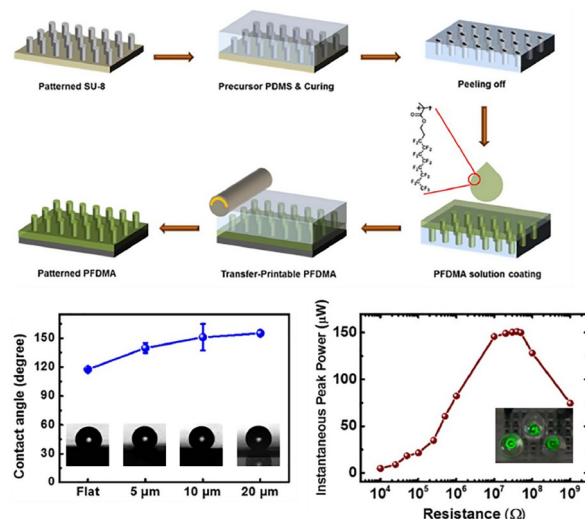 Patterned SU-8
Precursor PDMS & Curing
Peeling off
Patterned PFDMA
Transfer-Printable PFDMA
PFDMA solution coating
Contact angle (degree)
150
120
90
60
30
0
Flat
5 µm
10 µm
20 µm
Instantaneous Peak Power (µW)
150
100
50
0
10⁴
10⁵
10⁶
10⁷
10⁸
10⁹
Resistance (Ω)